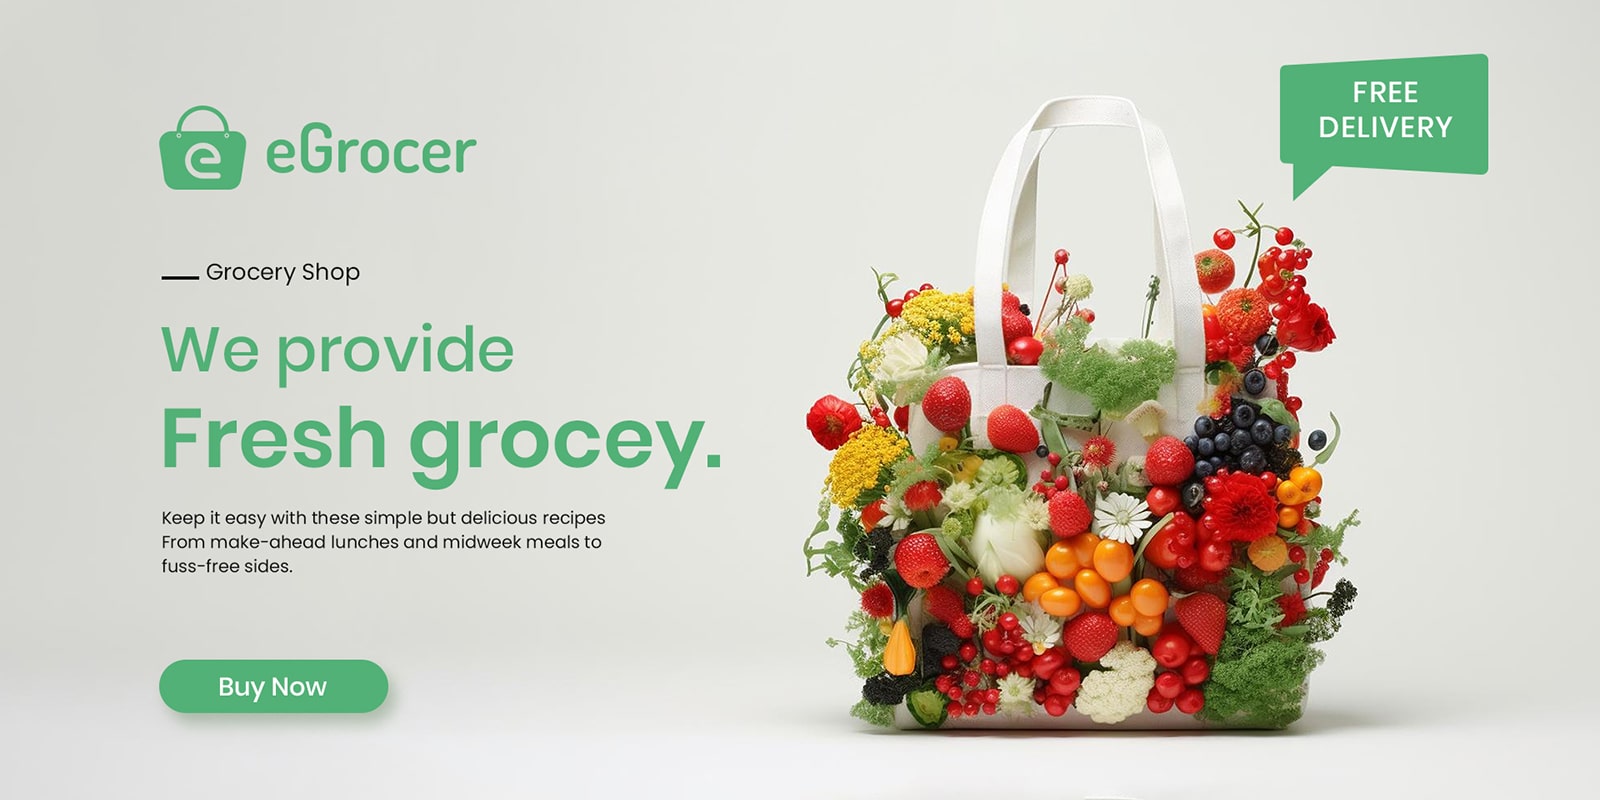 eGrocer
Grocery Shop
We provide
Fresh grocey.
Keep it easy with these simple but delicious recipes
From make-ahead lunches and midweek meals to
fuss-free sides.
Buy Now
FREE
DELIVERY